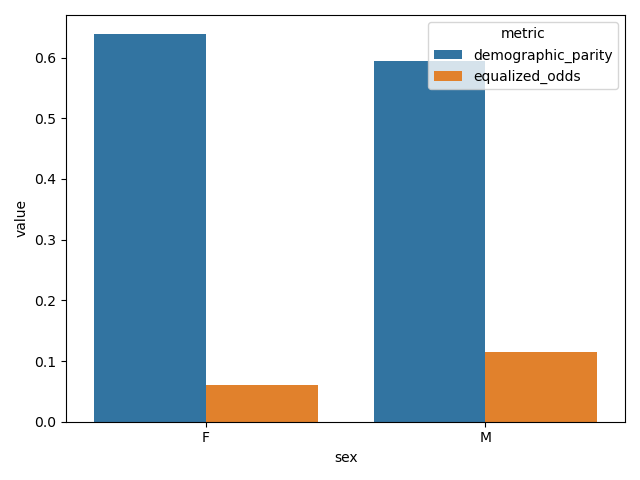 metric
demographic_parity
equalized_odds
value
0.6
0.5
0.4
0.3
0.2
0.1
0.0
F
M
sex